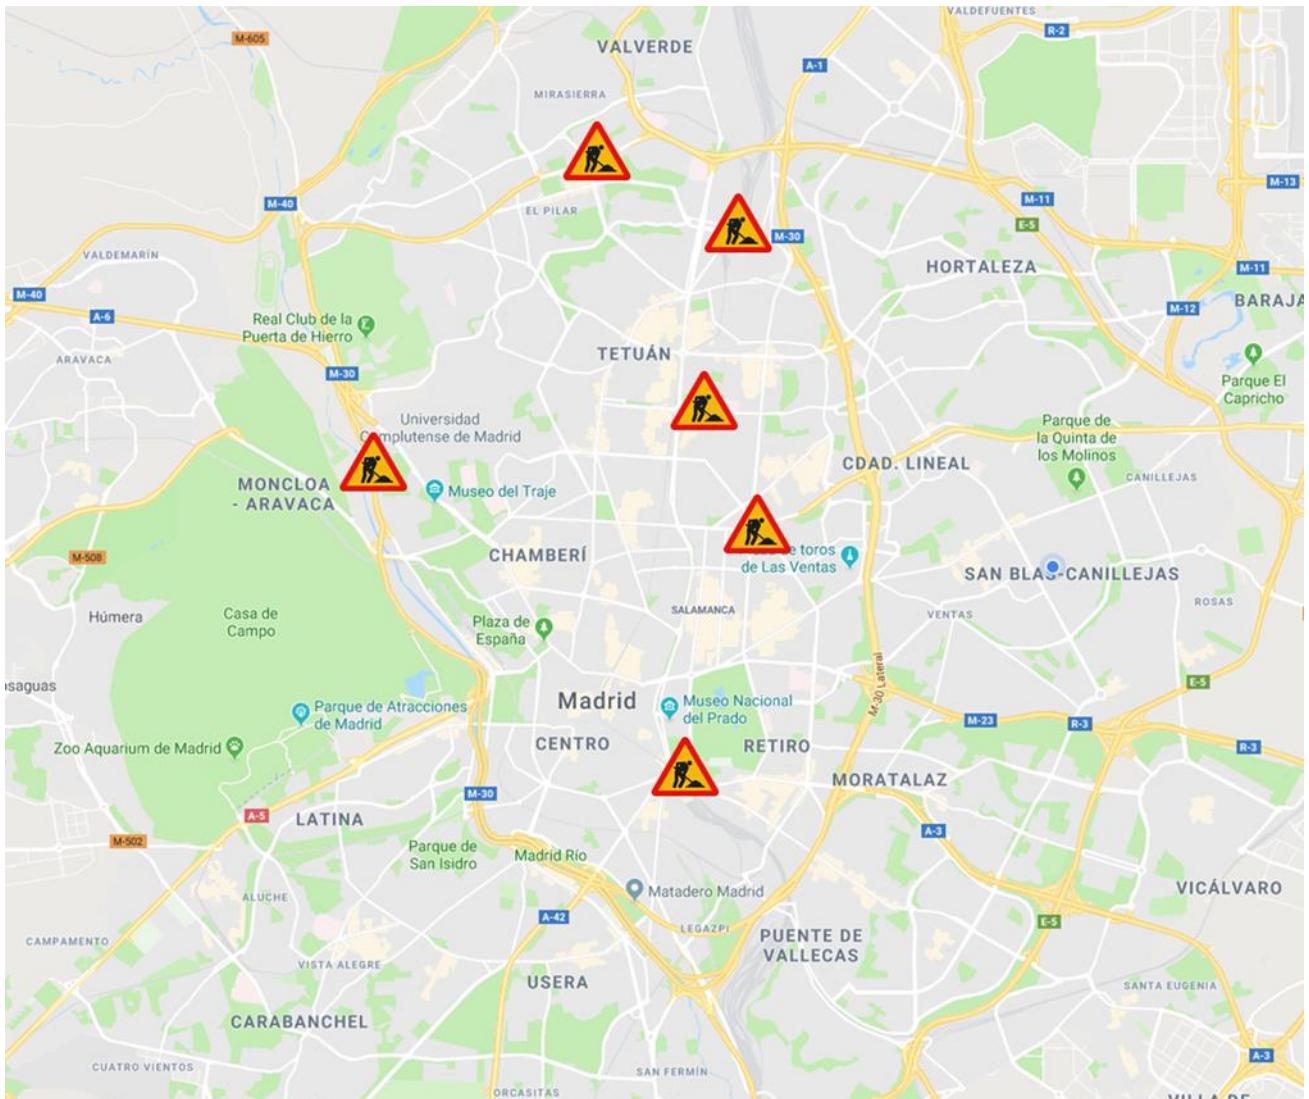 VALDEFUENTES
R-2
M-605
VALVERDE
A-1
MIRASIERRA
M-13
M-40
M-11
EL PILAR
E-5
M-30
VALDEMARÍN
HORTALEZA
M-11
M-40
BARAJA
A-6
M-12
Real Club de la
Puerta de Hierro
TETUÁN
ARAVACA
M-30
Parque El
Capricho
Universidad
Complutense de Madrid
Parque de
la Quinta de
los Molinos
CDAD. LINEAL
CANILLEJAS
MONCLOA
- ARAVACA
Museo del Traje
M-508
CHAMBERÍ
de toros
de Las Ventas
SAN BLAS-CANILLEJAS
ROSAS
Húmera
Casa de
Campo
Plaza de
España
SALAMANCA
VENTAS
osaguas
M-30 Lateral
E-5
Parque de Atracciones
de Madrid
Madrid
Museo Nacional
del Prado
M-23
R-3
R-3
Zoo Aquarium de Madrid
CENTRO
RETIRO
MORATALAZ
M-30
A-5
LATINA
A-3
M-502
Parque de
San Isidro
Madrid Río
Matadero Madrid
VICÁLVARO
ALUCHE
A-42
E-5
LEGAZPI
CAMPAMENTO
PUENTE DE
VALLECAS
VISTA ALEGRE
USERA
SANTA EUGENIA
CARABANCHEL
A-3
CUATRO VIENTOS
SAN FERMÍN
ORCASITAS
VILLA DE